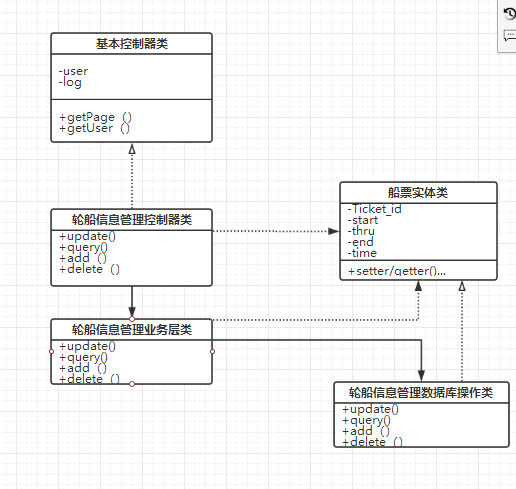 基本控制器类
-user
-log
+getPage（）
+getUser（）
船票实体类
-Ticket_id
-start
-thru
-end
-time
+setter/getter()...
轮船信息管理控制器类
+update()
+query()
+add（）
+delete（）
轮船信息管理业务层类
+update()
+query()
+add（）
+delete（）
轮船信息管理数据库操作类
+update()
+query()
+add（）
+delete（）